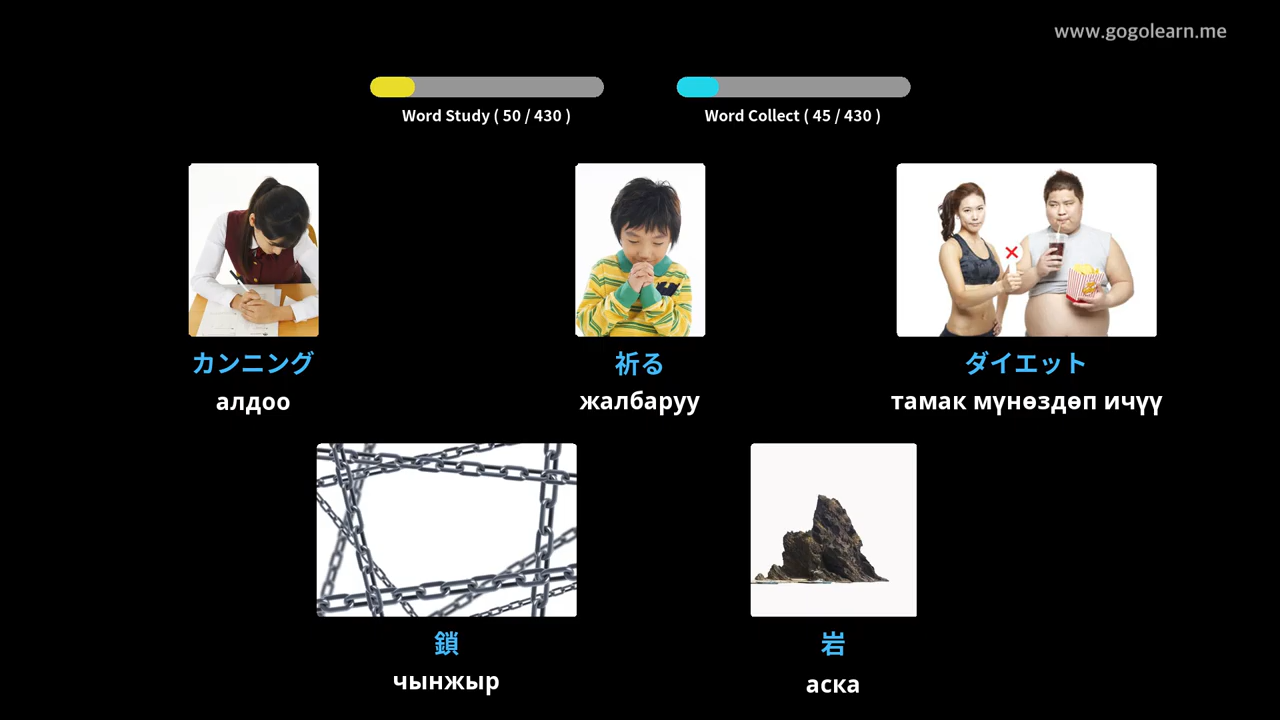 www.gogolearn.me
Word Study ( 50 / 430 )
Word Collect ( 45 / 430 )
カンニング
алдоо
祈る
жалбаруу
ダイエット
тамак мүнөздөп ичүү
鎖
чынжыр
岩
аска